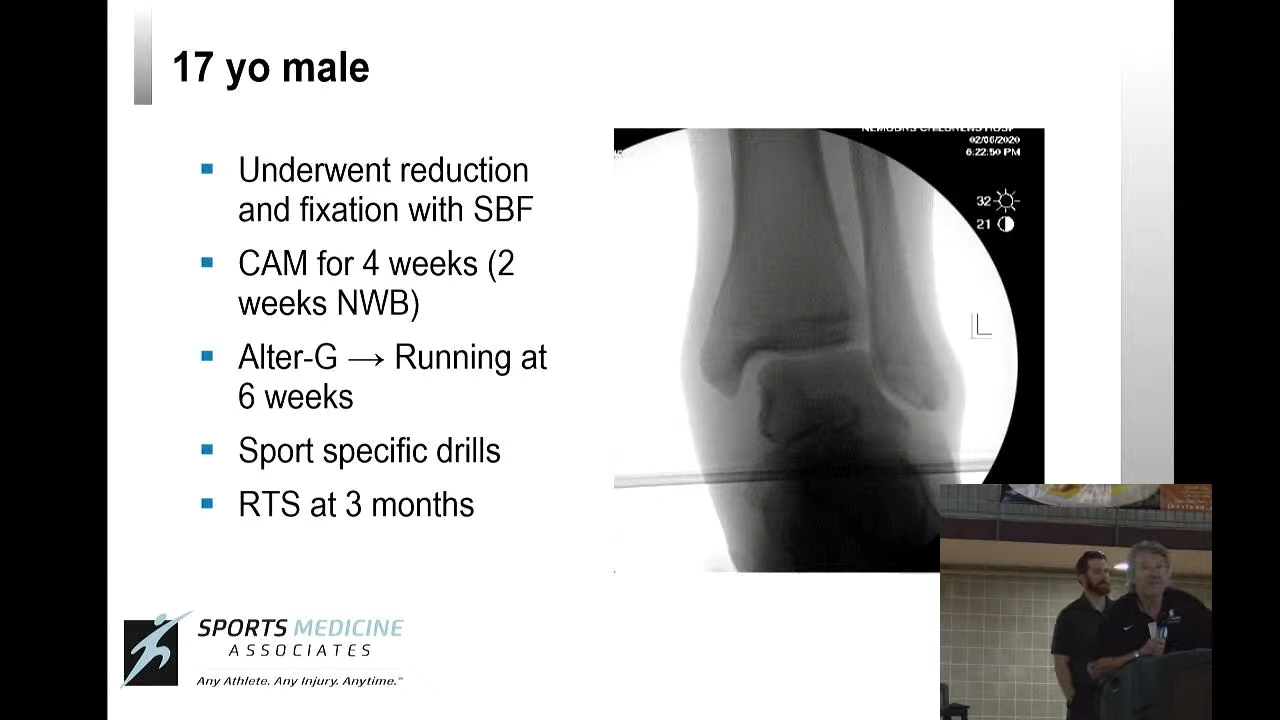 17 yo male
Underwent reduction
and fixation with SBF
CAM for 4 weeks (2
weeks NWB)
Alter-G → Running at
6 weeks
Sport specific drills
RTS at 3 months
02/06/2020
6:22:50 PM
32
21
L
SPORTS MEDICINE
ASSOCIATES
Any Athlete. Any Injury. Anytime.